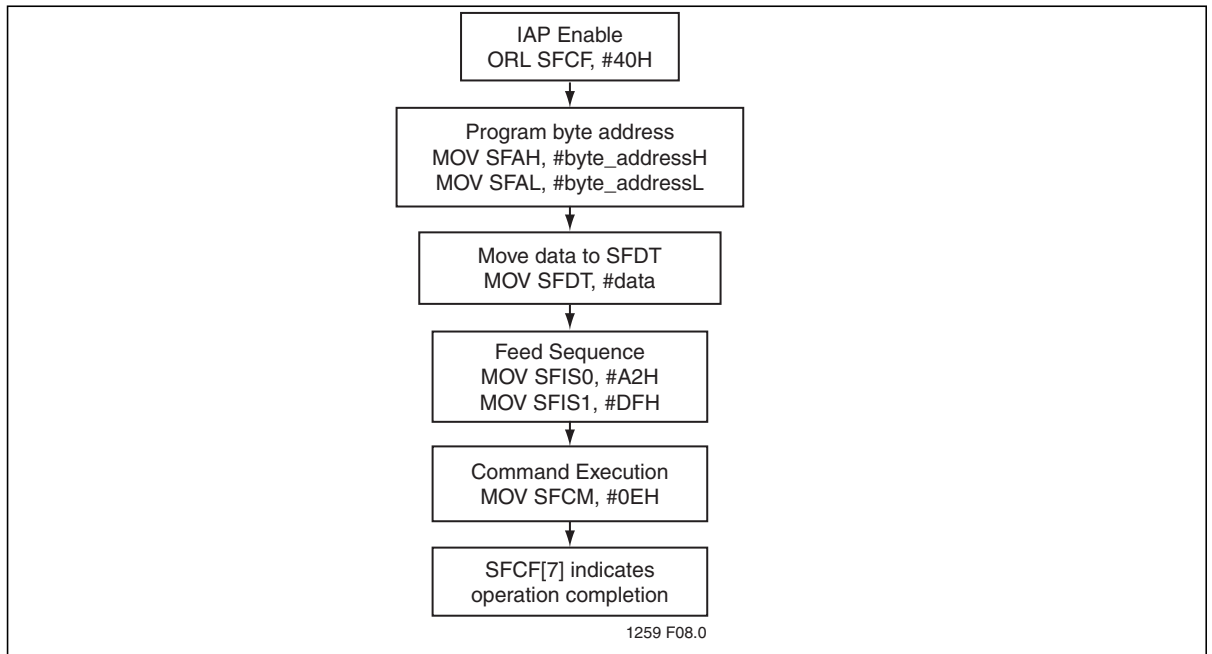 IAP Enable
ORL SFCF, #40H
Program byte address
MOV SFAH, #byte_addressH
MOV SFAL, #byte_addressL
Move data to SFDT
MOV SFDT, #data
Feed Sequence
MOV SFIS0, #A2H
MOV SFIS1, #DFH
Command Execution
MOV SFCM, #0EH
SFCF[7] indicates
operation completion
1259 F08.0